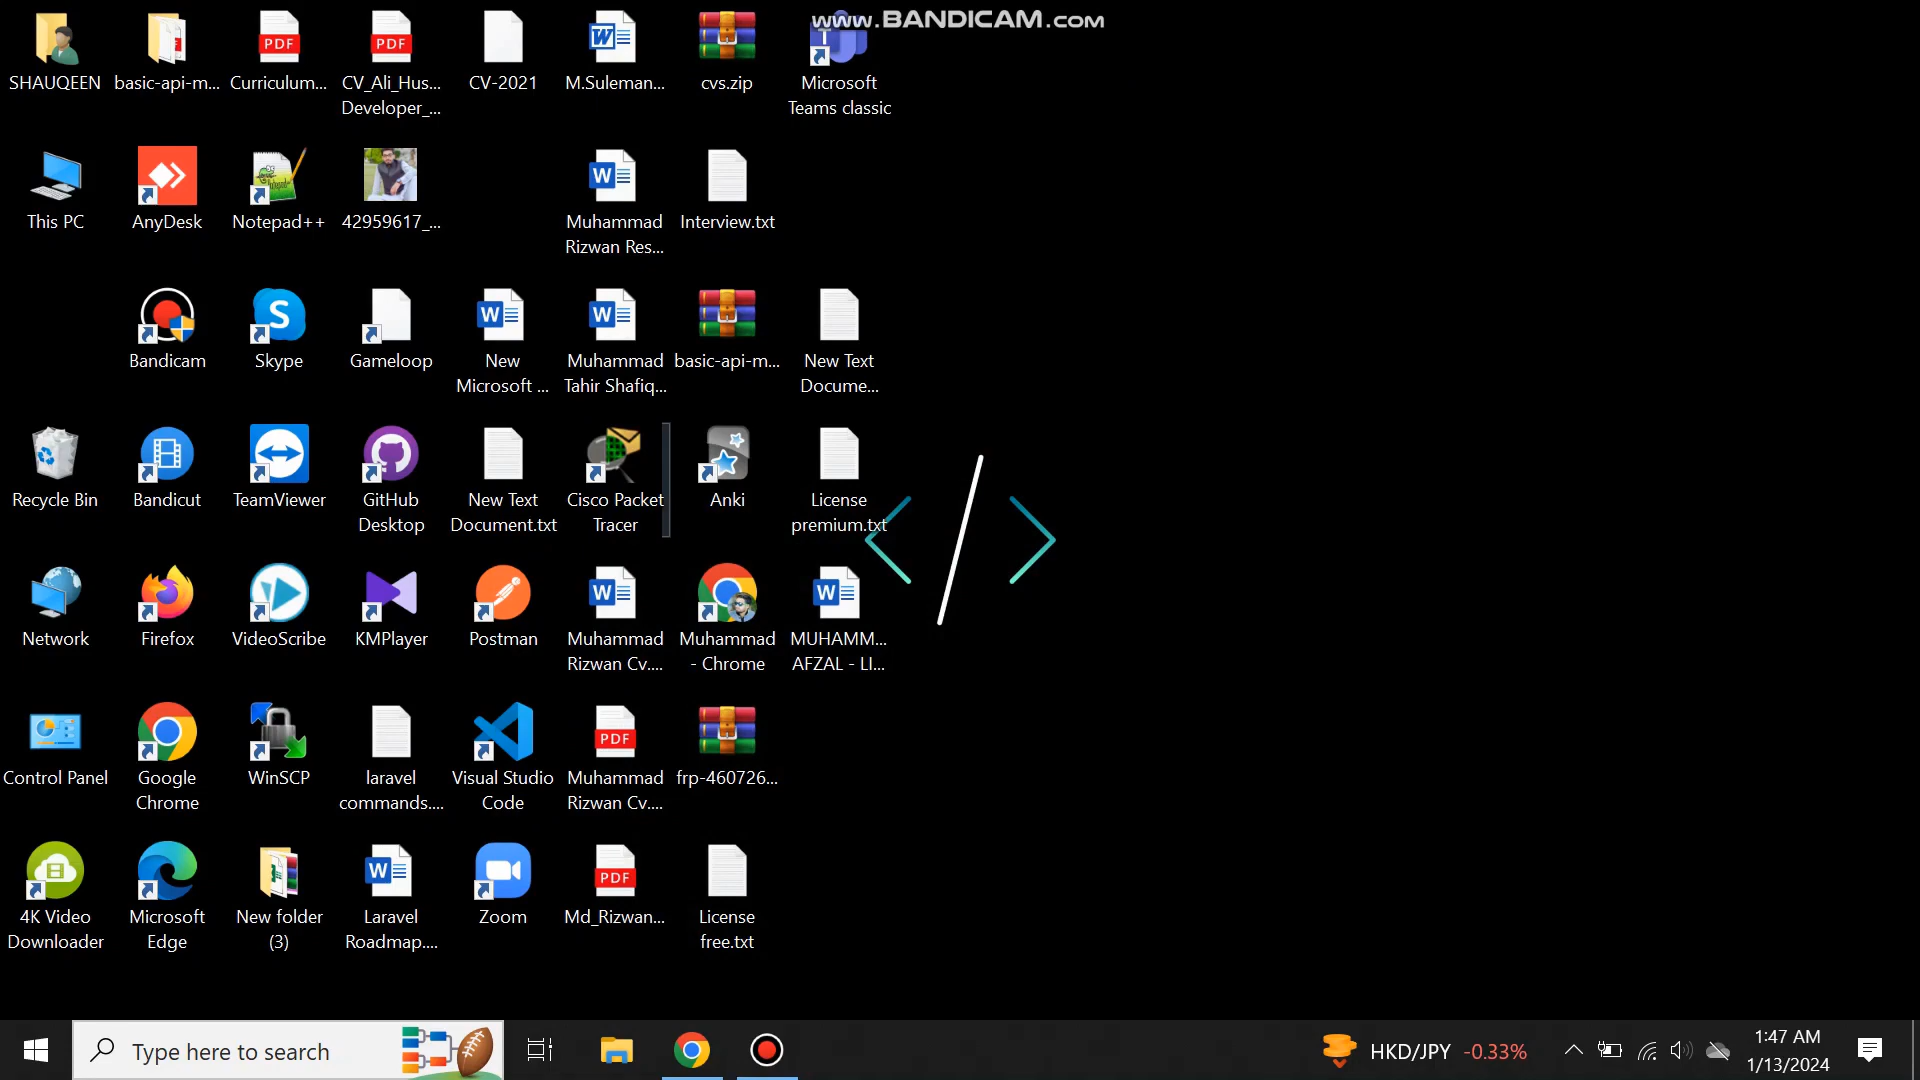 www.BANDICAM.com
SHAUQEEN
basic-api-m...
Curriculum...
CV_Ali_Hus...
Developer_...
CV-2021
M.Suleman...
cvs.zip
Microsoft
Teams classic
This PC
AnyDesk
Notepad++
42959617_...
Muhammad
Rizwan Res...
Interview.txt
Bandicam
Skype
Gameloop
New
Microsoft ...
Muhammad
Tahir Shafiq...
basic-api-m...
New Text
Docume...
Recycle Bin
Bandicut
TeamViewer
GitHub
Desktop
New Text
Document.txt
Cisco Packet
Tracer
Anki
License
premium.txt
Network
Firefox
VideoScribe
KMPlayer
Postman
Muhammad
Rizwan Cv....
Muhammad
- Chrome
MUHAMM...
AFZAL - LI...
Control Panel
Google
Chrome
WinSCP
laravel
commands....
Visual Studio
Code
PDF
Muhammad
Rizwan Cv....
frp-460726...
4K Video
Downloader
Microsoft
Edge
New folder
(3)
Laravel
Roadmap....
Zoom
PDF
Md_Rizwan...
License
free.txt
Type here to search
HKD/JPY -0.33%
1:47 AM
1/13/2024